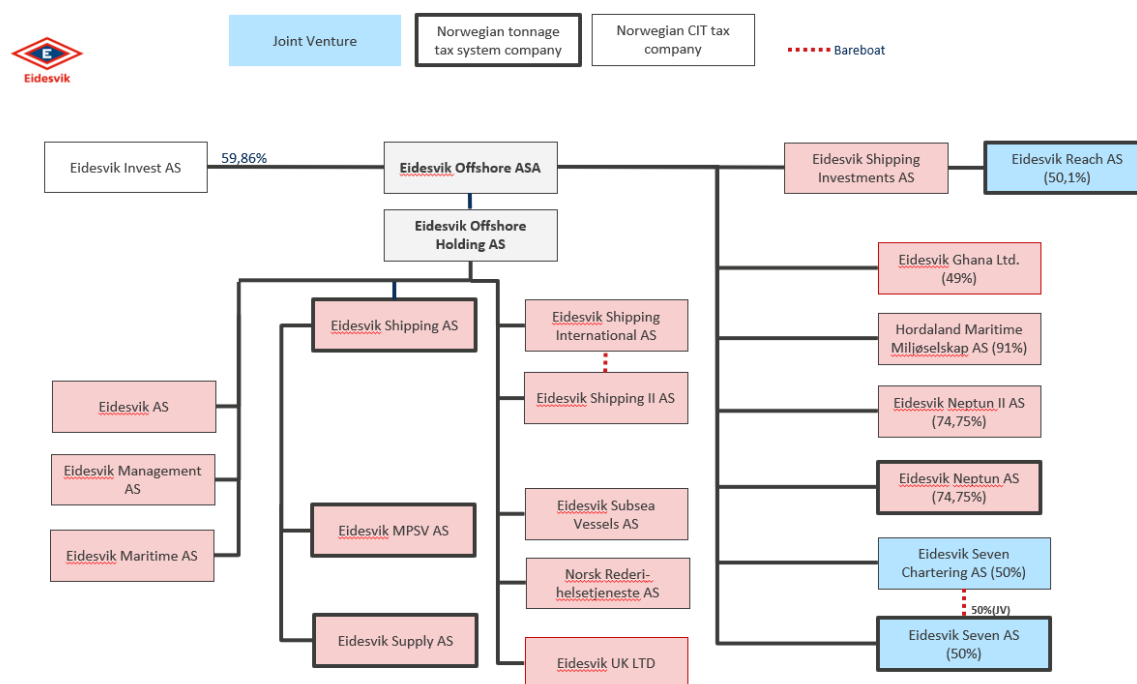 Joint Venture
Norwegian tonnage
tax system company
Norwegian CIT tax
company
Bareboat
E
Eidesvik
Eidesvik Invest AS
59,86%
Eidesvik Offshore ASA
Eidesvik Shipping
Investments AS
Eidesvik Reach AS
(50,1%)
Eidesvik Offshore
Holding AS
Eidesvik Ghana Ltd.
(49%)
Eidesvik Shipping AS
Eidesvik Shipping
International AS
Hordaland Maritime
Miljøselskap AS (91%)
Eidesvik AS
Eidesvik Shipping II AS
Eidesvik Neptun II AS
(74,75%)
Eidesvik Management
AS
Eidesvik Neptun AS
(74,75%)
Eidesvik Maritime AS
Eidesvik MPSV AS
Eidesvik Subsea
Vessels AS
Eidesvik Seven
Chartering AS (50%)
Norsk Rederi-
helsetjeneste AS
50%(JV)
Eidesvik Supply AS
Eidesvik UK LTD
Eidesvik Seven AS
(50%)